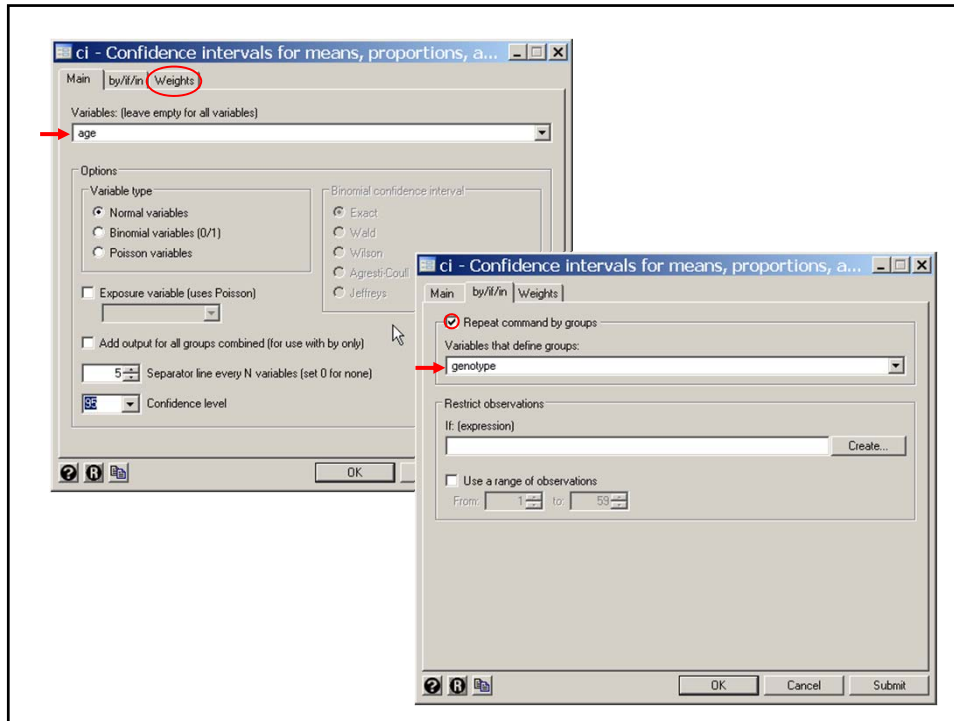 ci - Confidence intervals for means, proportions, a...
Main by/if/in Weights
Variables: (leave empty for all variables)
age
Options
Variable type
Normal variables
Binomial variables (0/1)
Poisson variables
Binomial confidence interval
Exact
Wald
Wilson
Agresti-Coull
Jeffreys
Exposure variable (uses Poisson)
Add output for all groups combined (for use with by only)
5 Separator line every N variables (set 0 for none)
95 Confidence level
OK
ci - Confidence intervals for means, proportions, a...
Main by/if/in Weights
Repeat command by groups
Variables that define groups:
genotype
Restrict observations
If: (expression)
Create...
Use a range of observations
From: 1 to: 59
OK Cancel Submit